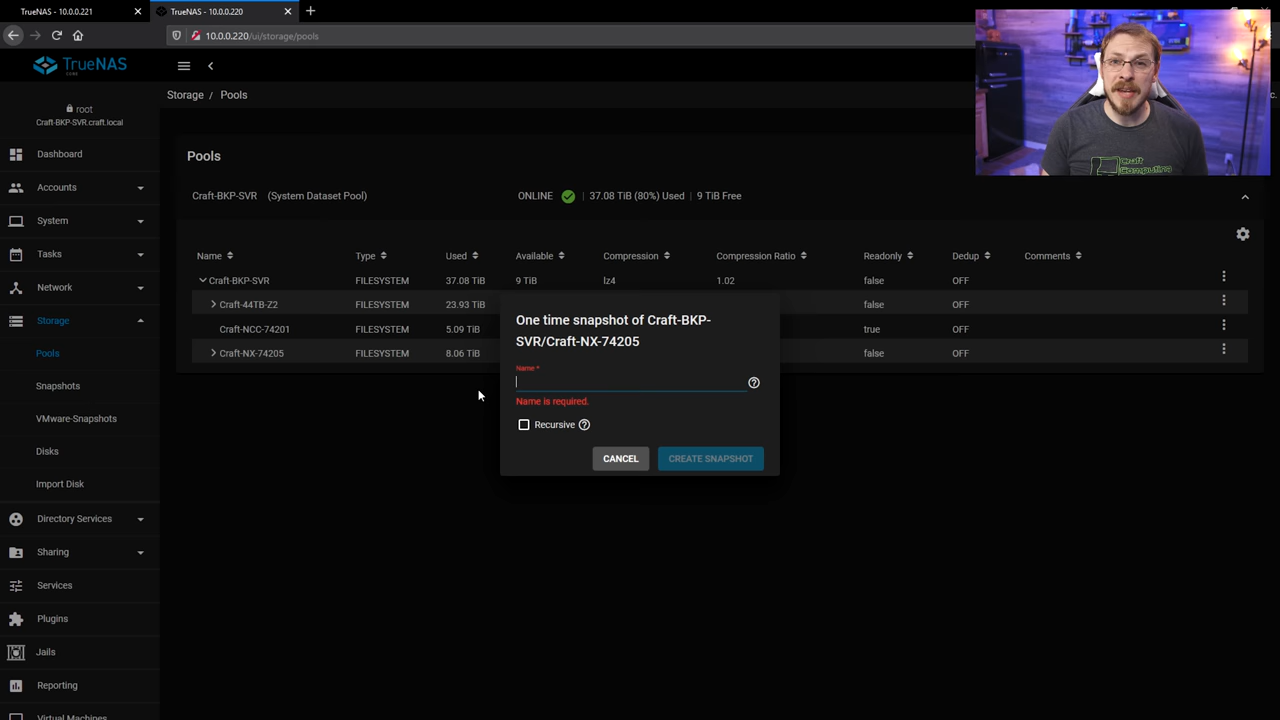 TrueNAS - 10.0.0.221
TrueNAS - 10.0.0.220
10.0.0.220/ui/storage/pools
TrueNAS
CORE
root
Craft-BKP-SVR.craft.local
Dashboard
Accounts
System
Tasks
Network
Storage
Pools
Snapshots
VMware-Snapshots
Disks
Import Disk
Directory Services
Sharing
Services
Plugins
Jails
Reporting
Virtual Machines
Storage / Pools
Pools
Craft-BKP-SVR (System Dataset Pool) ONLINE | 37.08 TiB (80%) Used | 9 TiB Free
Name Type Used Available Compression Compression Ratio Readonly Dedup Comments
Craft-BKP-SVR FILESYSTEM 37.08 TiB 9 TiB lz4 1.02 false OFF
Craft-44TB-Z2 FILESYSTEM 23.93 TiB false OFF
Craft-NCC-74201 FILESYSTEM 5.09 TiB true OFF
Craft-NX-74205 FILESYSTEM 8.06 TiB false OFF
One time snapshot of Craft-BKP-
SVR/Craft-NX-74205
Name *
Name is required.
Recursive
CANCEL CREATE SNAPSHOT
Craft
Computing
c.